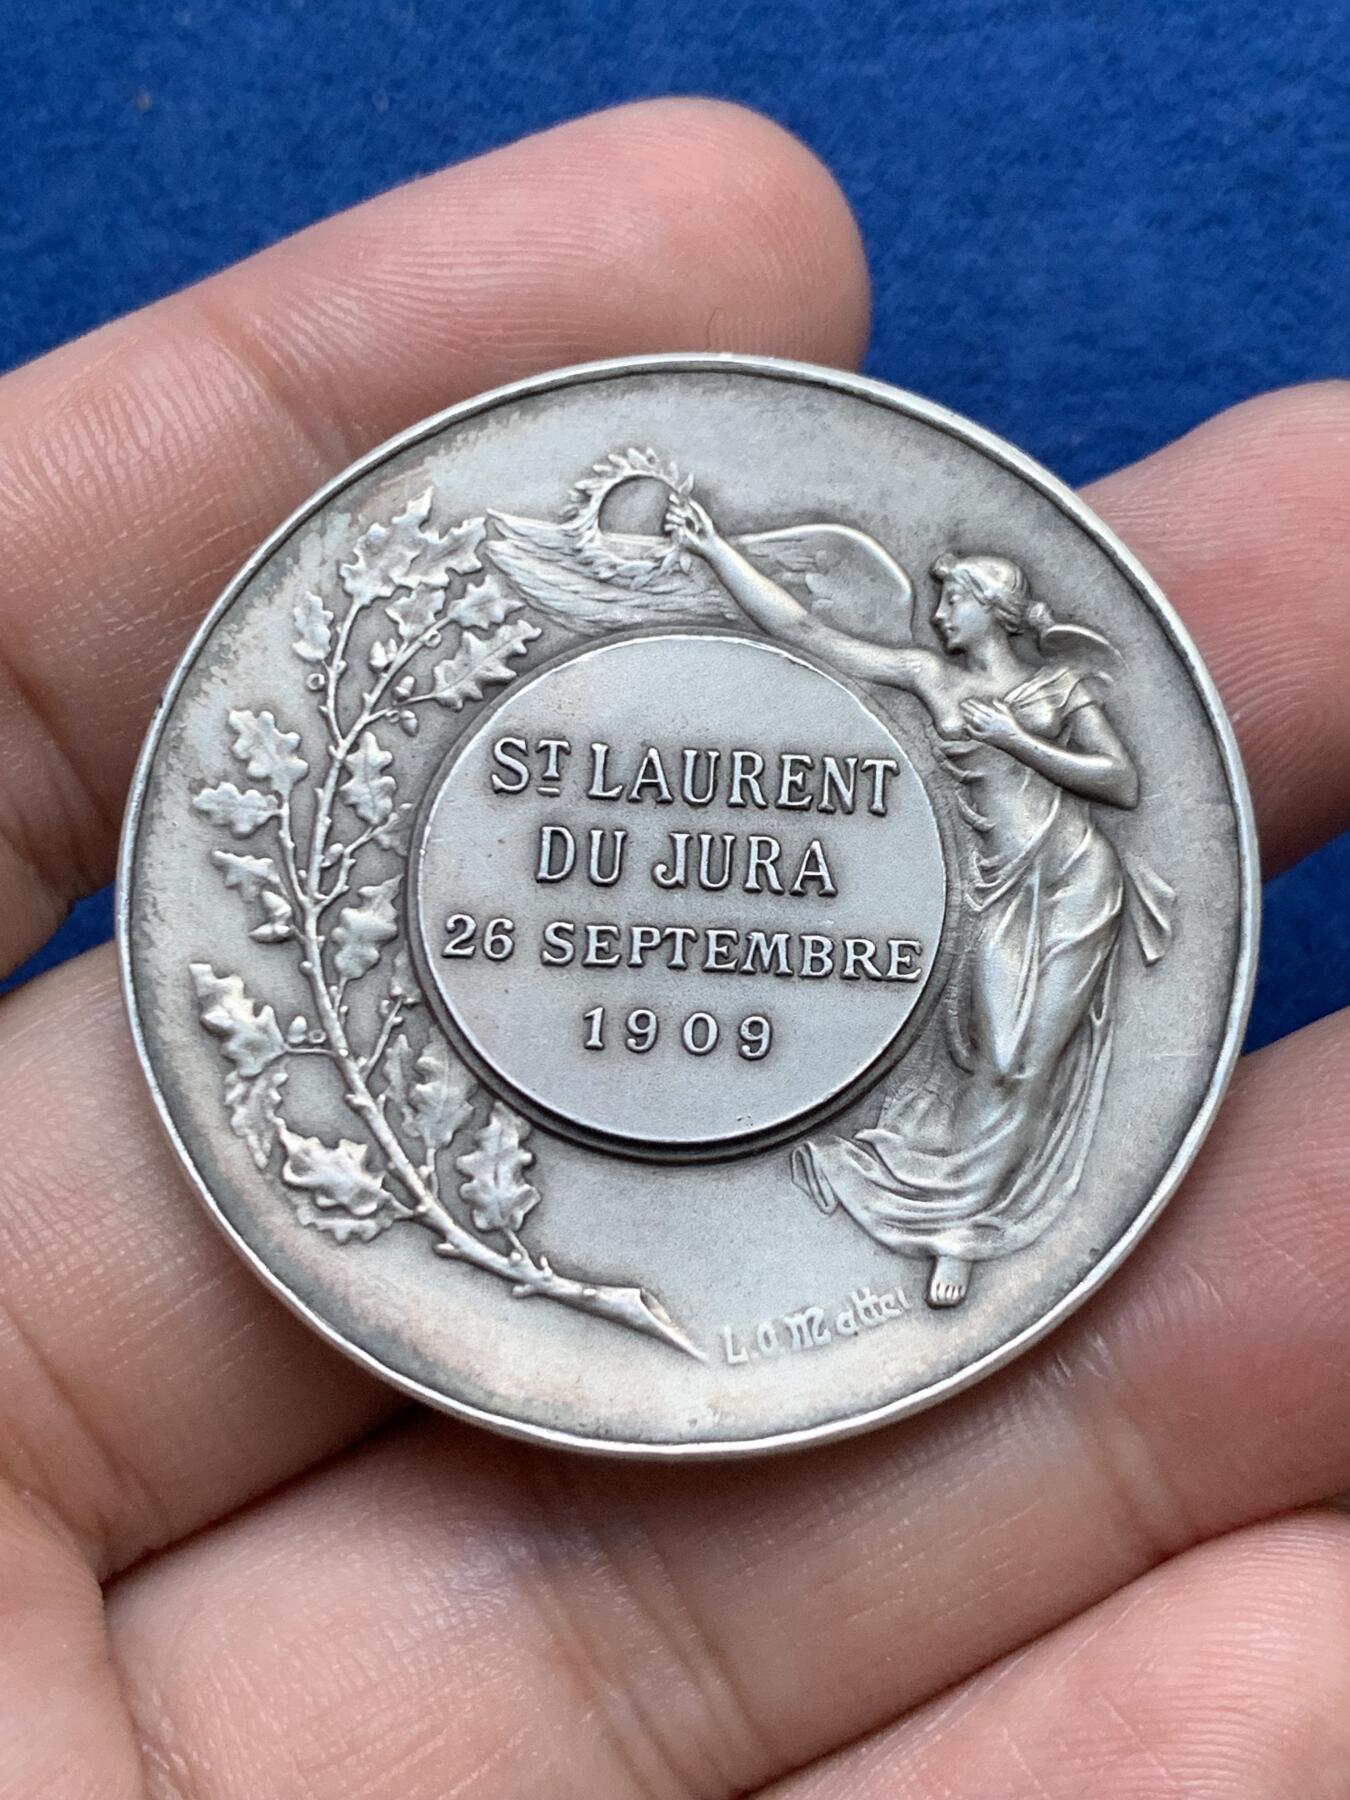 ST LAURENT
DU JURA
26 SEPTEMBRE
1909
L.O Mattei